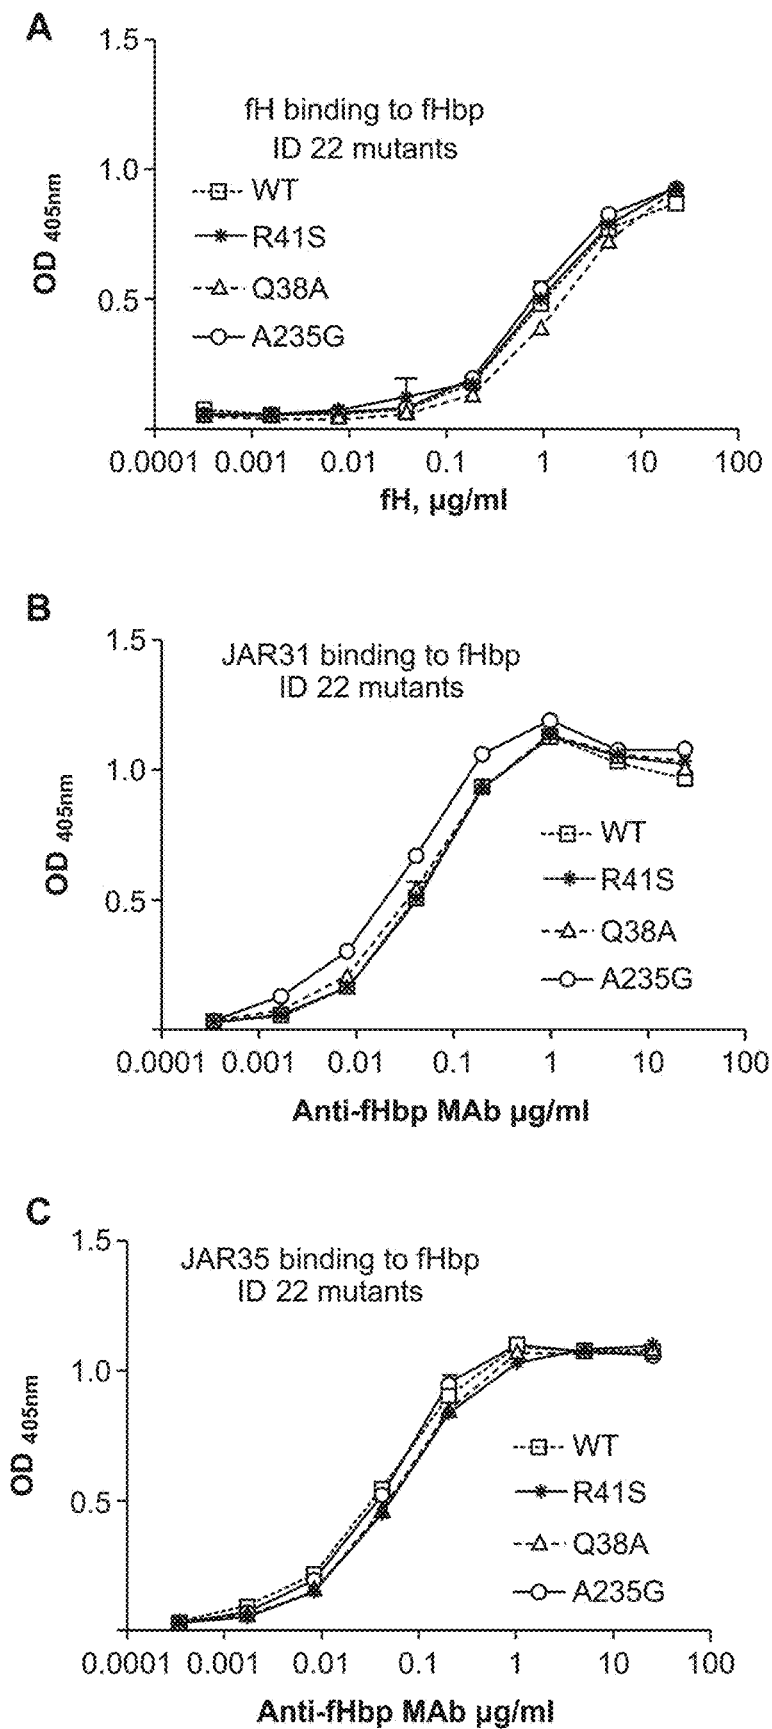 A
1.5
fH binding to fHbp
ID 22 mutants
1.0
WT
R41S
Q38A
A235G
0.5
OD 405nm
0.0001 0.001 0.01 0.1 1 10 100
fH, µg/ml
B
1.5
JAR31 binding to fHbp
ID 22 mutants
1.0
OD 405nm
WT
R41S
Q38A
A235G
0.5
0.0001 0.001 0.01 0.1 1 10 100
Anti-fHbp MAb µg/ml
C
1.5
JAR35 binding to fHbp
ID 22 mutants
1.0
OD 405nm
WT
R41S
Q38A
A235G
0.5
0.0001 0.001 0.01 0.1 1 10 100
Anti-fHbp MAb µg/ml